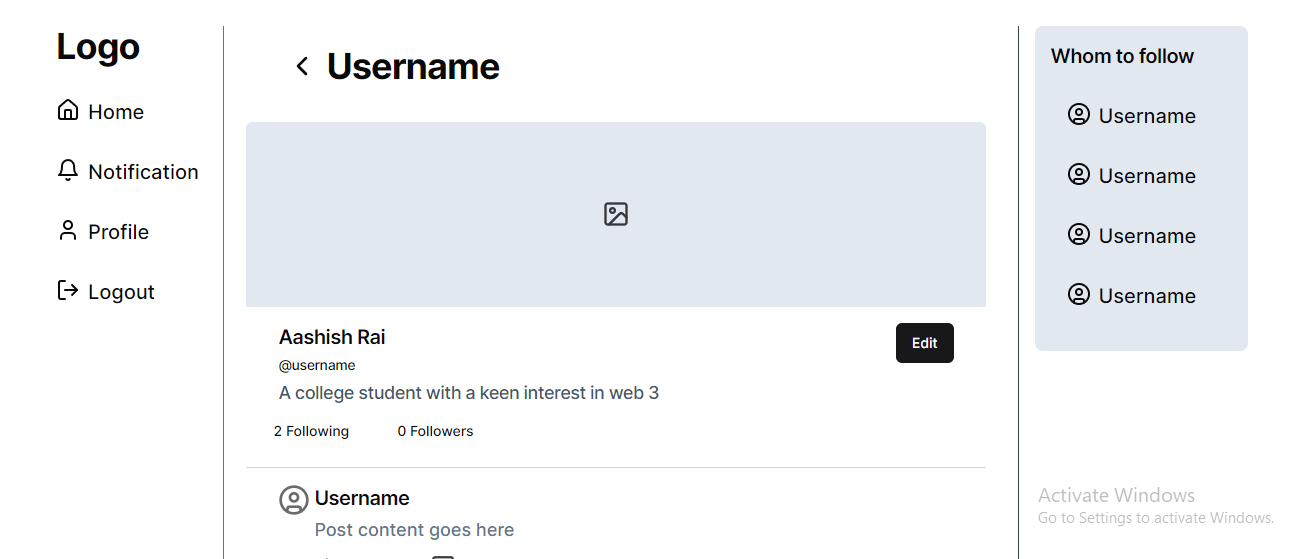 Logo
Home
Notification
Profile
Logout
Username
Aashish Rai
@username
A college student with a keen interest in web 3
2 Following 0 Followers
Edit
Username
Post content goes here
Whom to follow
Username
Username
Username
Username
Activate Windows
Go to Settings to activate Windows.